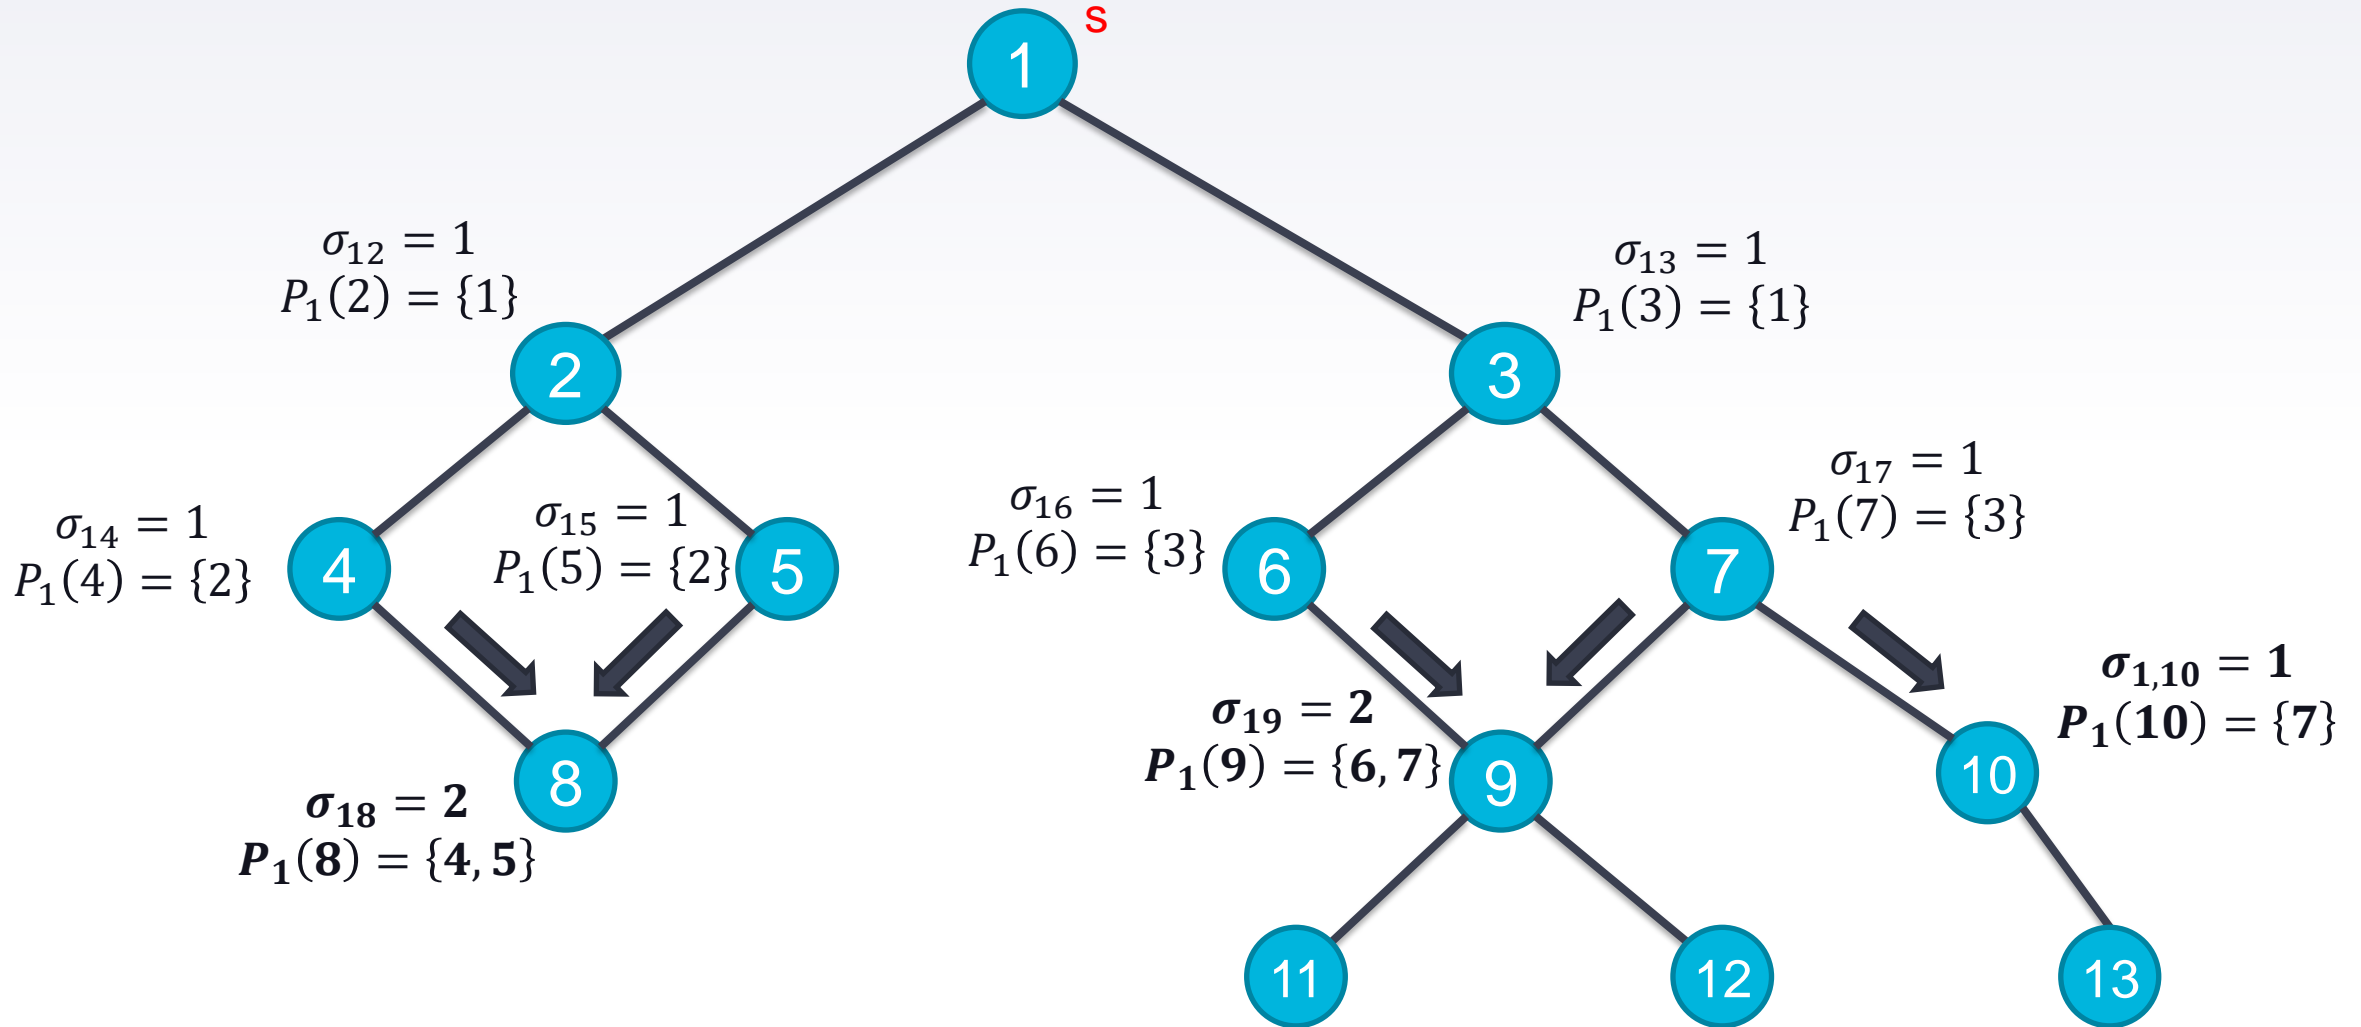 1
s
σ₁₂ = 1
P₁(2) = {1}
σ₁₃ = 1
P₁(3) = {1}
2
3
σ₁₄ = 1
P₁(4) = {2}
4
σ₁₅ = 1
P₁(5) = {2}
5
σ₁₆ = 1
P₁(6) = {3}
6
7
σ₁₇ = 1
P₁(7) = {3}
σ₁₈ = 2
P₁(8) = {4, 5}
8
σ₁₉ = 2
P₁(9) = {6, 7}
9
σ₁,₁₀ = 1
P₁(10) = {7}
10
11
12
13